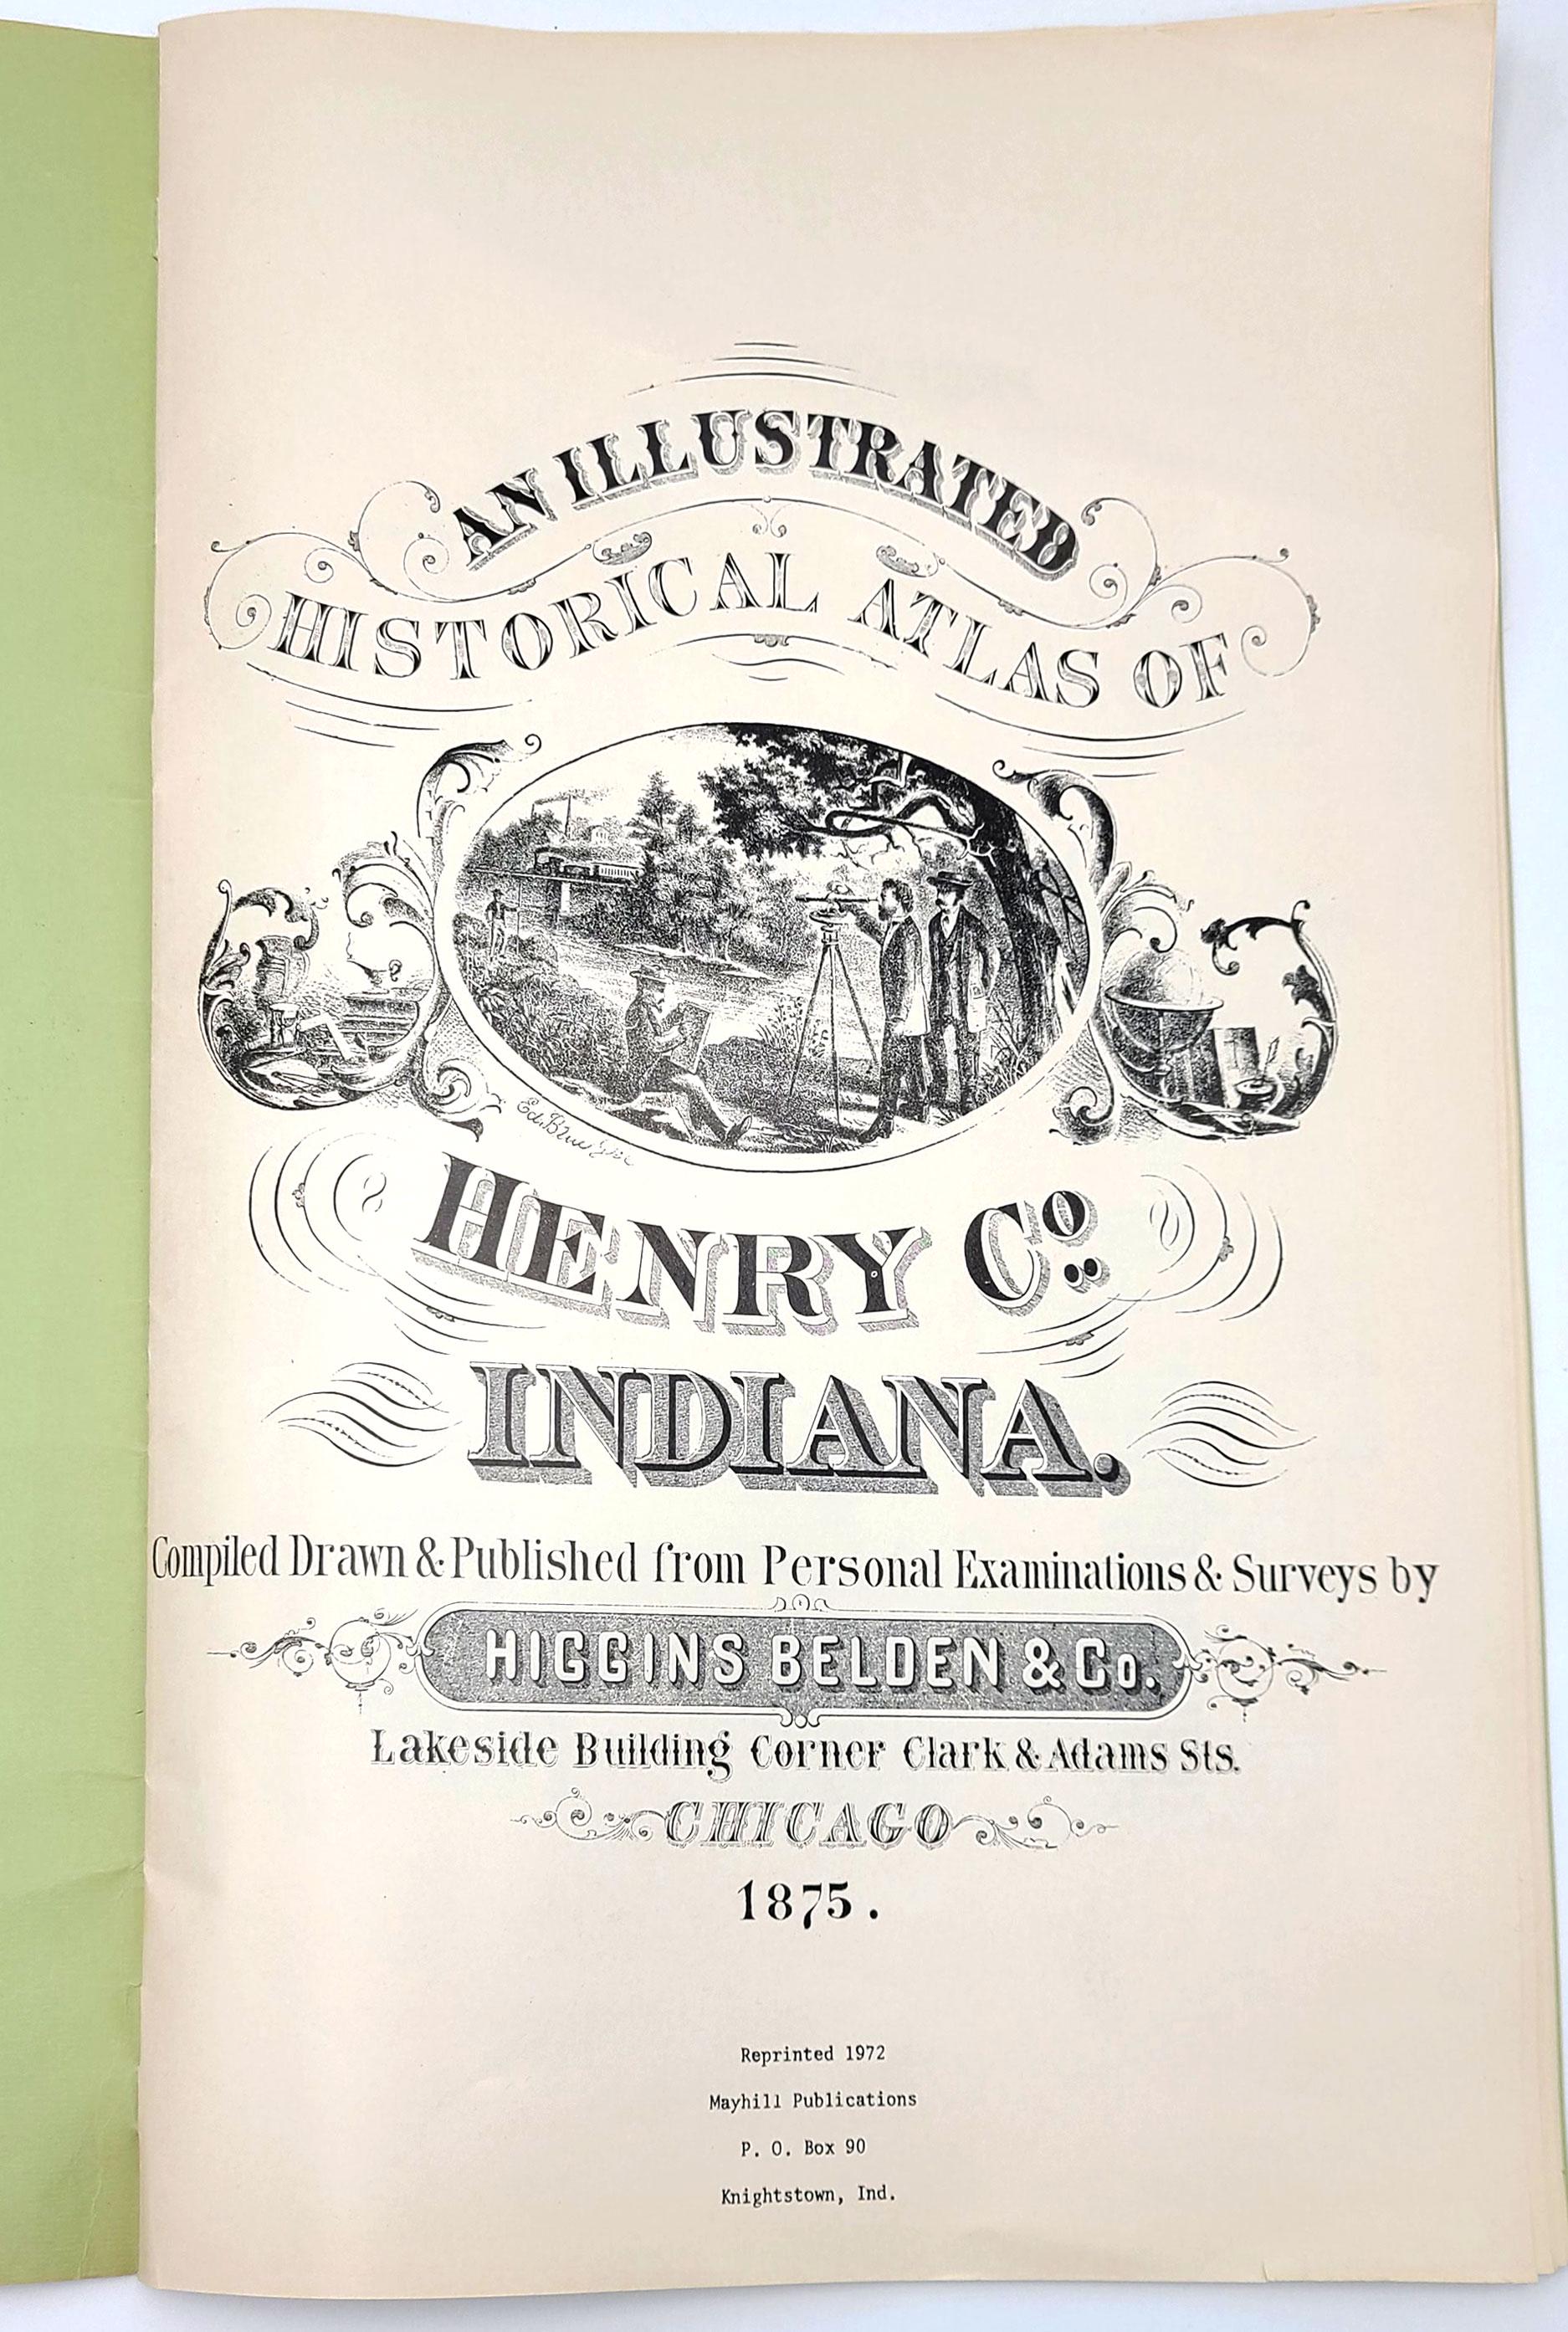 AN ILLUSTRATED
HISTORICAL ATLAS OF
HENRY Co.
INDIANA.
Compiled Drawn & Published from Personal Examinations & Surveys by
HIGGINS BELDEN & Co.
Lakeside Building Corner Clark & Adams Sts.
CHICAGO
1875.
Reprinted 1972
Mayhill Publications
P. O. Box 90
Knightstown, Ind.